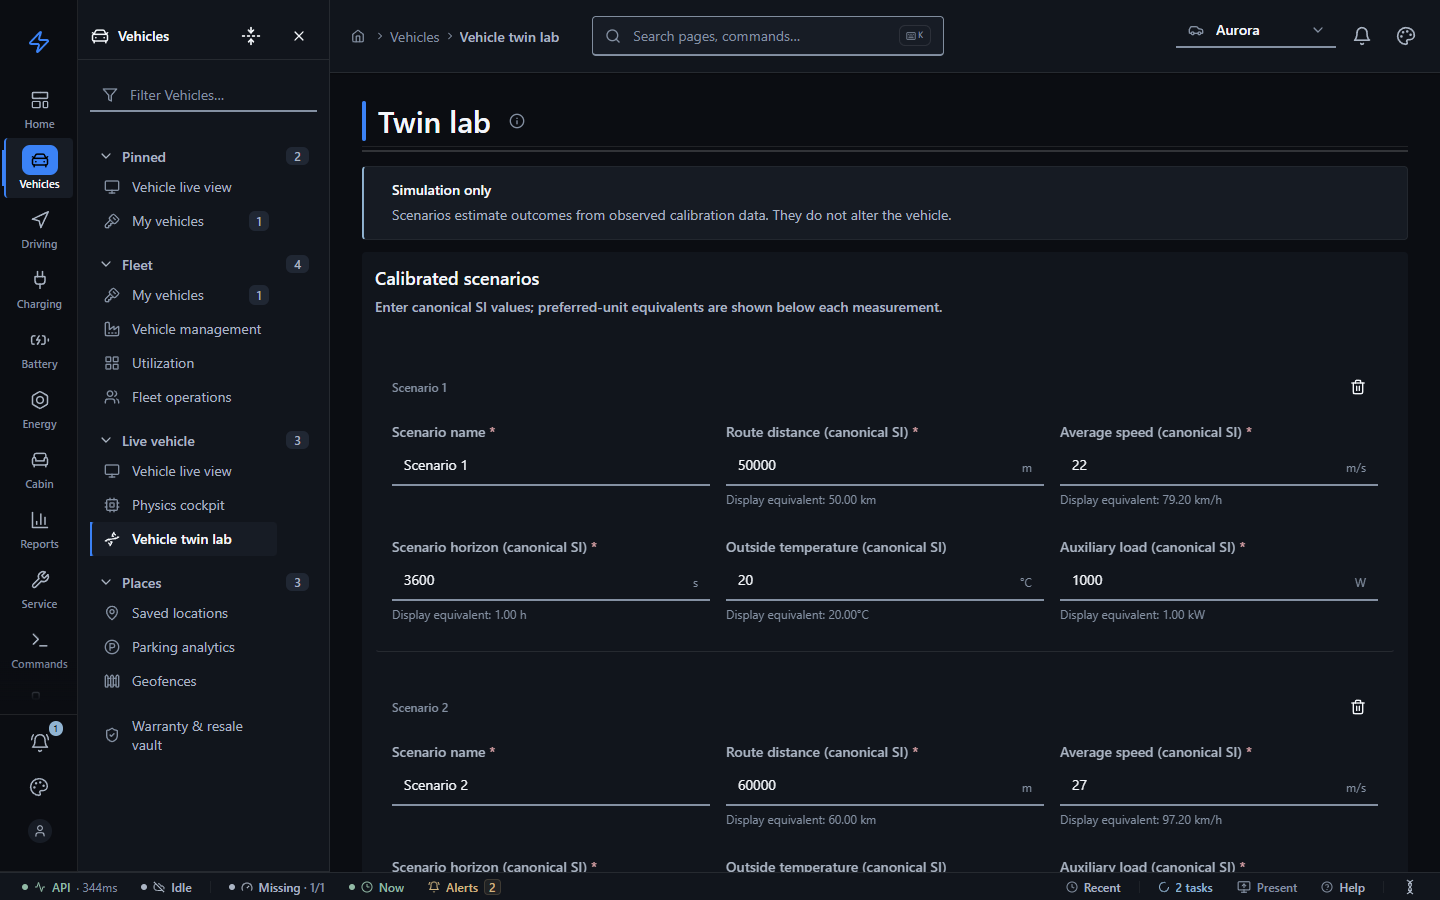 Home
Vehicles
Driving
Charging
Battery
Energy
Cabin
Reports
Service
Commands
1
Vehicles
Filter Vehicles...
Pinned 2
Vehicle live view
My vehicles 1
Fleet 4
My vehicles 1
Vehicle management
Utilization
Fleet operations
Live vehicle 3
Vehicle live view
Physics cockpit
Vehicle twin lab
Places 3
Saved locations
Parking analytics
Geofences
Warranty & resale
vault
Vehicles Vehicle twin lab
Search pages, commands... K
Aurora
Twin lab
Simulation only
Scenarios estimate outcomes from observed calibration data. They do not alter the vehicle.
Calibrated scenarios
Enter canonical SI values; preferred-unit equivalents are shown below each measurement.
Scenario 1
Scenario name * Route distance (canonical SI) * Average speed (canonical SI) *
Scenario 1 50000 m 22 m/s
Display equivalent: 50.00 km Display equivalent: 79.20 km/h
Scenario horizon (canonical SI) * Outside temperature (canonical SI) Auxiliary load (canonical SI) *
3600 s 20 °C 1000 W
Display equivalent: 1.00 h Display equivalent: 20.00°C Display equivalent: 1.00 kW
Scenario 2
Scenario name * Route distance (canonical SI) * Average speed (canonical SI) *
Scenario 2 60000 m 27 m/s
Display equivalent: 60.00 km Display equivalent: 97.20 km/h
Scenario horizon (canonical SI) * Outside temperature (canonical SI) Auxiliary load (canonical SI) *
API · 344ms Idle Missing · 1/1 Now Alerts 2 Recent 2 tasks Present Help